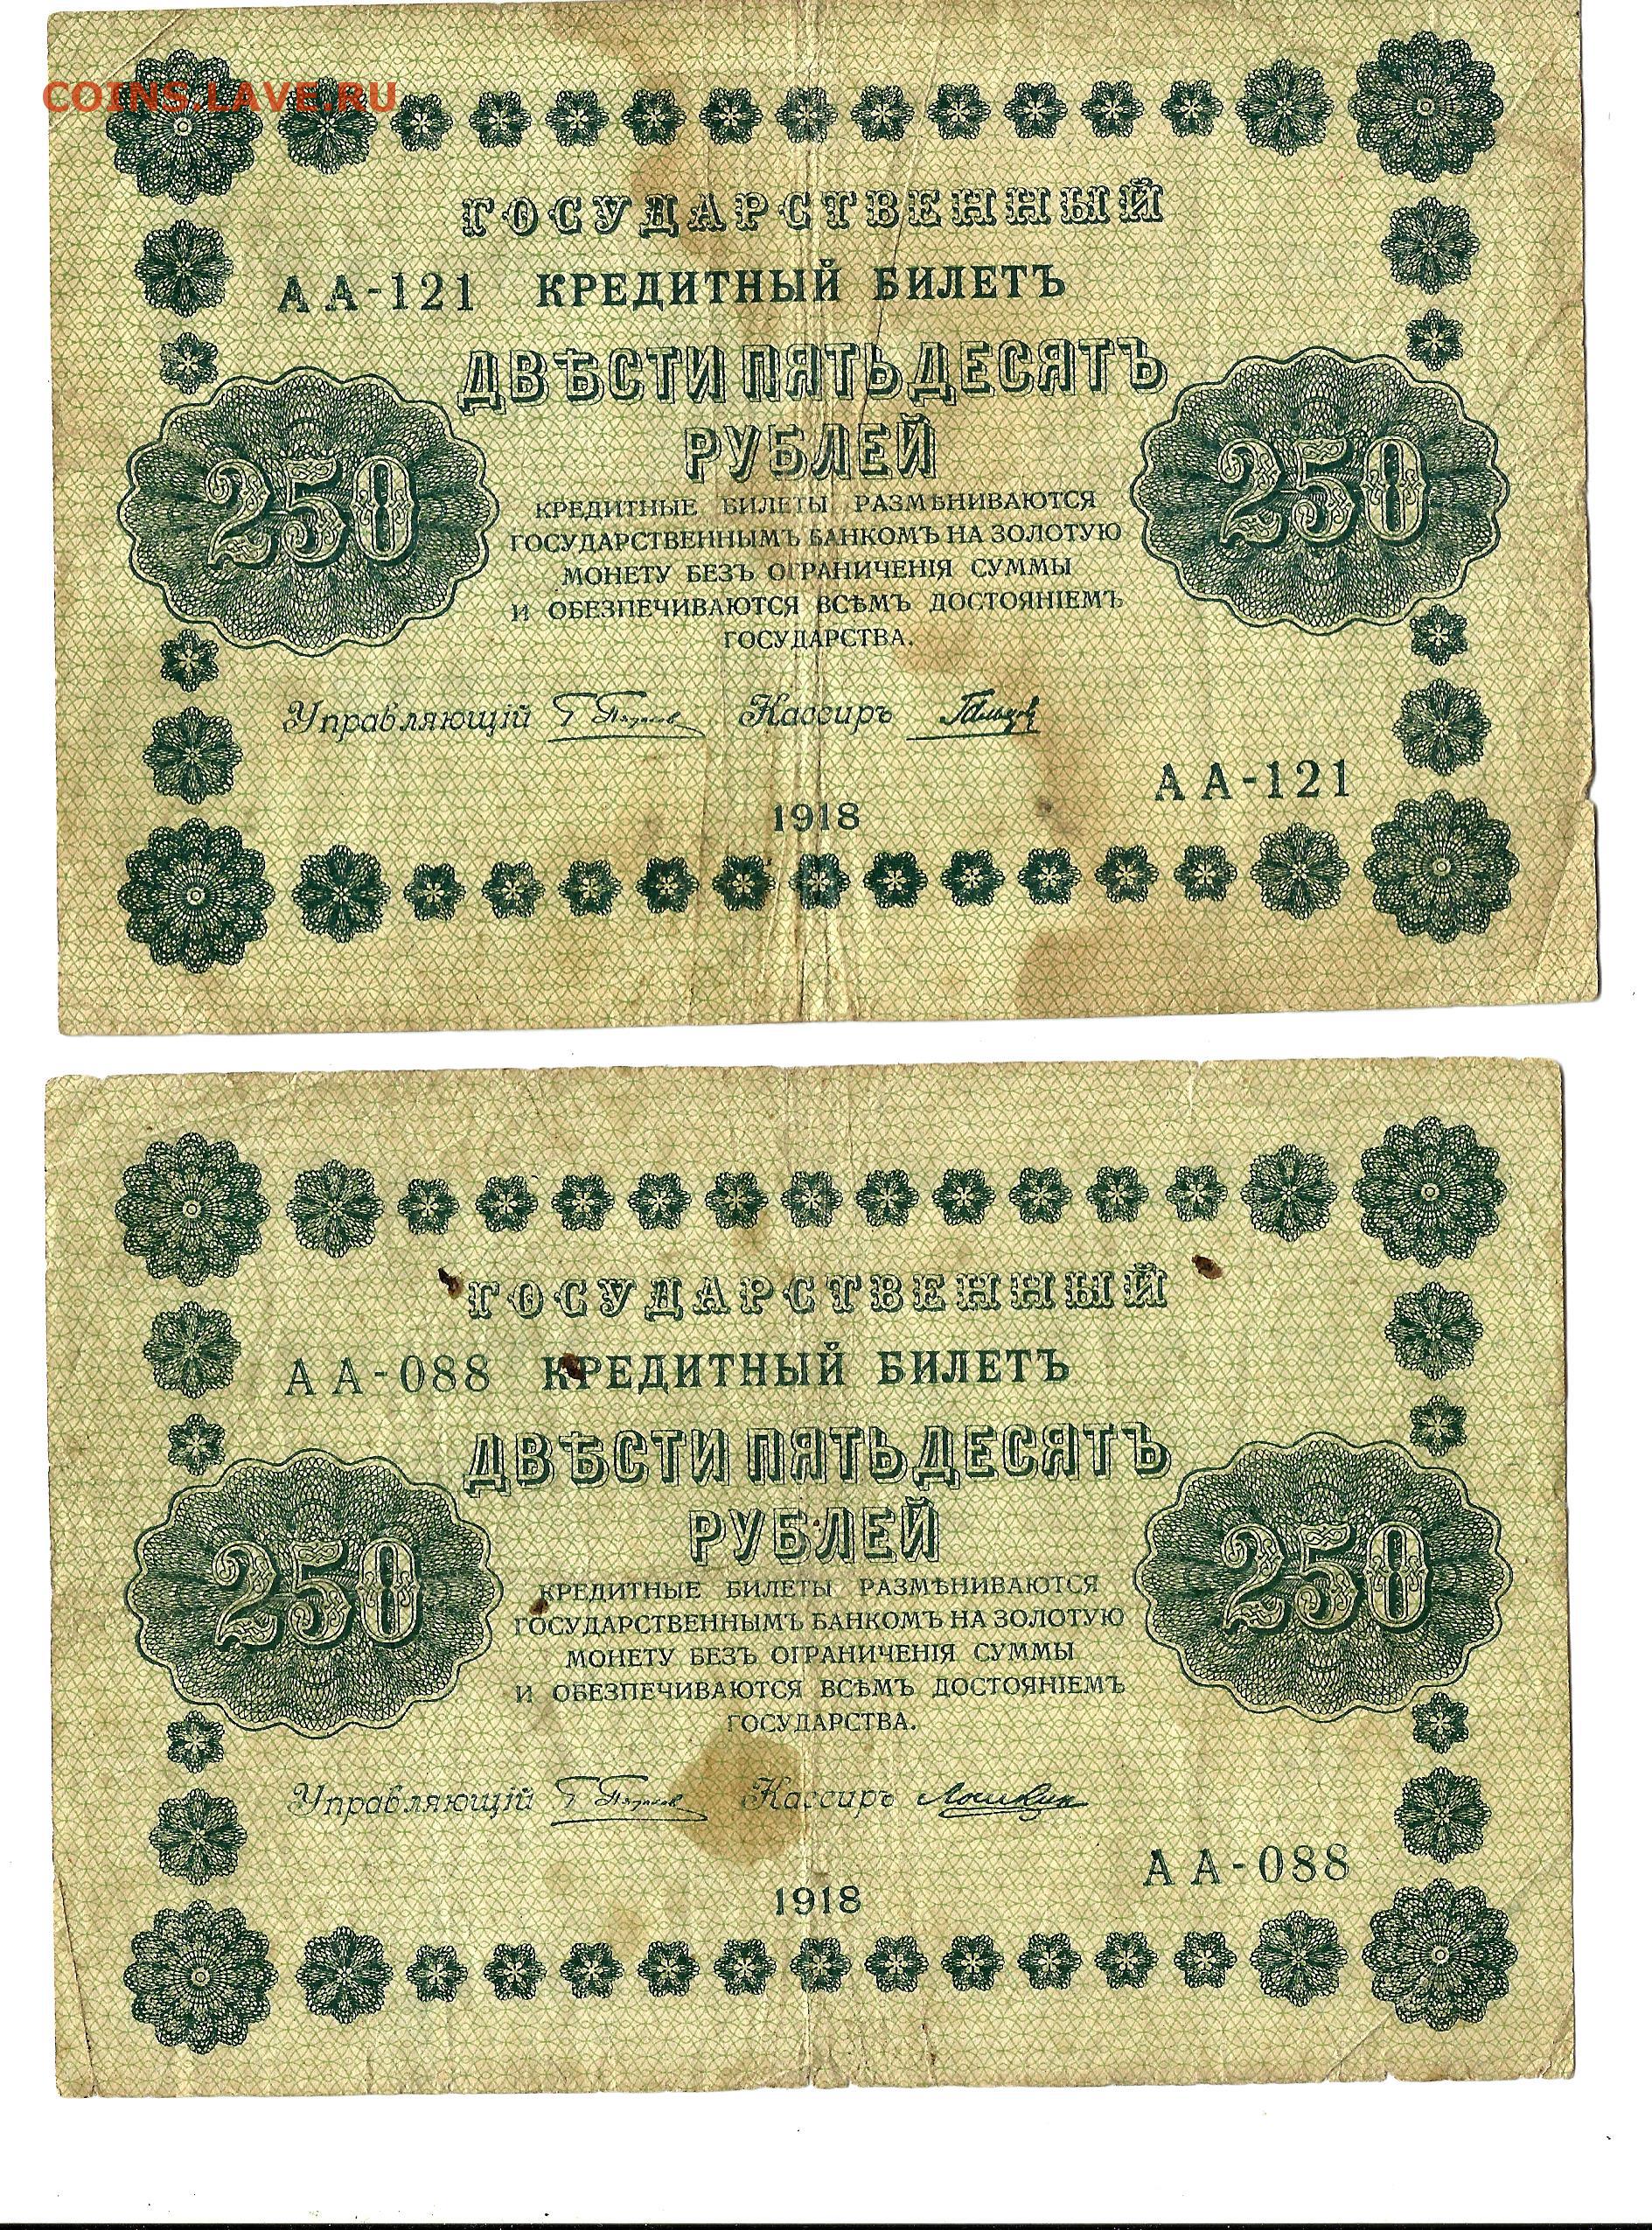 COINS.LAVE.RU
ГОСУДАРСТВЕННЫЙ
АА-121 КРЕДИТНЫЙ БИЛЕТЪ
ДВѢСТИ ПЯТЬДЕСЯТЪ
РУБЛЕЙ
250 250
КРЕДИТНЫЕ БИЛЕТЫ РАЗМѢНИВАЮТСЯ
ГОСУДАРСТВЕННЫМЪ БАНКОМЪ НА ЗОЛОТУЮ
МОНЕТУ БЕЗЪ ОГРАНИЧЕНІЯ СУММЫ
И ОБЕЗПЕЧИВАЮТСЯ ВСѢМЪ ДОСТОЯНІЕМЪ
ГОСУДАРСТВА.
Управляющій Кассиръ
АА-121
1918
ГОСУДАРСТВЕННЫЙ
АА-088 КРЕДИТНЫЙ БИЛЕТЪ
ДВѢСТИ ПЯТЬДЕСЯТЪ
РУБЛЕЙ
250 250
КРЕДИТНЫЕ БИЛЕТЫ РАЗМѢНИВАЮТСЯ
ГОСУДАРСТВЕННЫМЪ БАНКОМЪ НА ЗОЛОТУЮ
МОНЕТУ БЕЗЪ ОГРАНИЧЕНІЯ СУММЫ
И ОБЕЗПЕЧИВАЮТСЯ ВСѢМЪ ДОСТОЯНІЕМЪ
ГОСУДАРСТВА.
Управляющій Кассиръ
АА-088
1918